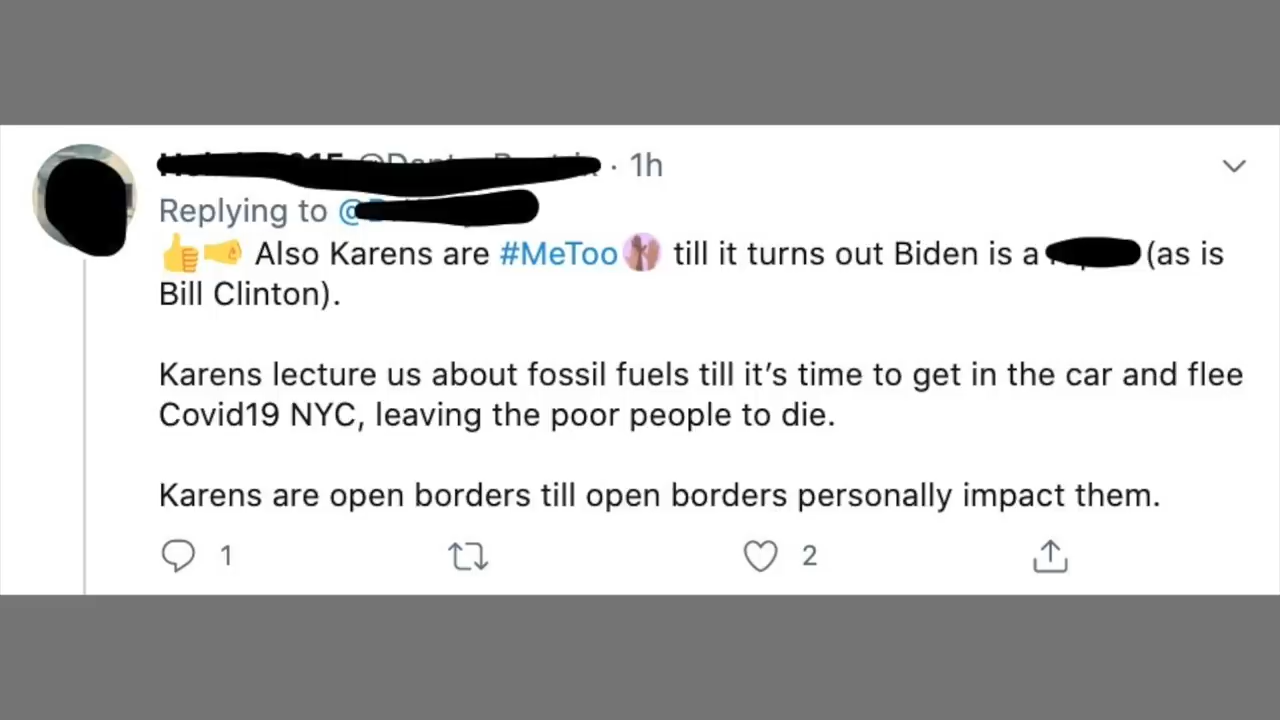 · 1h
Replying to @
Also Karens are #MeToo till it turns out Biden is a (as is
Bill Clinton).
Karens lecture us about fossil fuels till it’s time to get in the car and flee
Covid19 NYC, leaving the poor people to die.
Karens are open borders till open borders personally impact them.
1 2